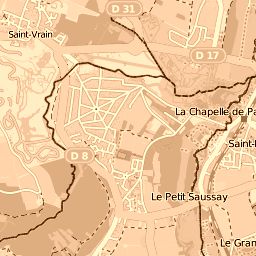 D 31
Saint-Vrain
D 17
La Chapelle de Pa
Saint-
D 8
Le Petit Saussay
Le Gran